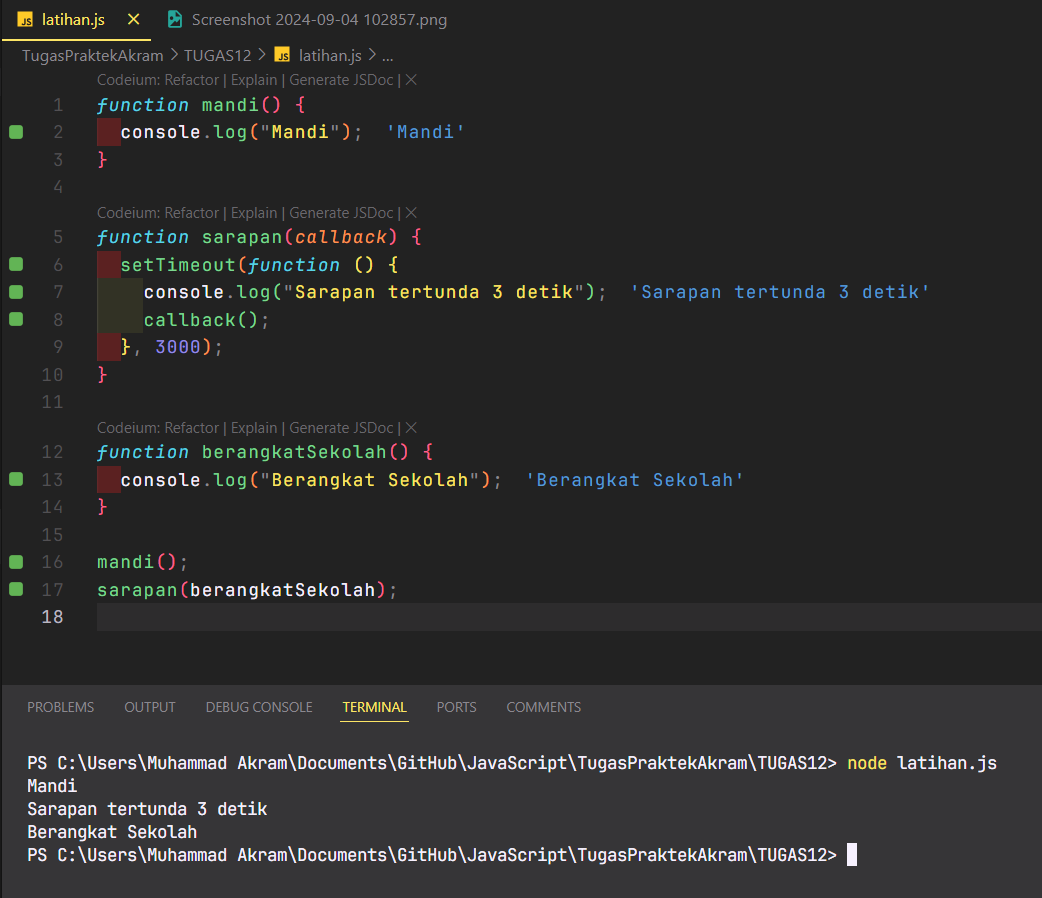 latihan.js
Screenshot 2024-09-04 102857.png
TugasPraktekAkram > TUGAS12 > JS latihan.js > ...
Codeium: Refactor | Explain | Generate JSDoc | ×
1 function mandi() {
2 console.log("Mandi"); 'Mandi'
3 }
4
Codeium: Refactor | Explain | Generate JSDoc | ×
5 function sarapan(callback) {
6 setTimeout(function () {
7 console.log("Sarapan tertunda 3 detik"); 'Sarapan tertunda 3 detik'
8 callback();
9 }, 3000);
10 }
11
Codeium: Refactor | Explain | Generate JSDoc | ×
12 function berangkatSekolah() {
13 console.log("Berangkat Sekolah"); 'Berangkat Sekolah'
14 }
15
16 mandi();
17 sarapan(berangkatSekolah);
18
PROBLEMS OUTPUT DEBUG CONSOLE TERMINAL PORTS COMMENTS
PS C:\Users\Muhammad Akram\Documents\GitHub\JavaScript\TugasPraktekAkram\TUGAS12> node latihan.js
Mandi
Sarapan tertunda 3 detik
Berangkat Sekolah
PS C:\Users\Muhammad Akram\Documents\GitHub\JavaScript\TugasPraktekAkram\TUGAS12>